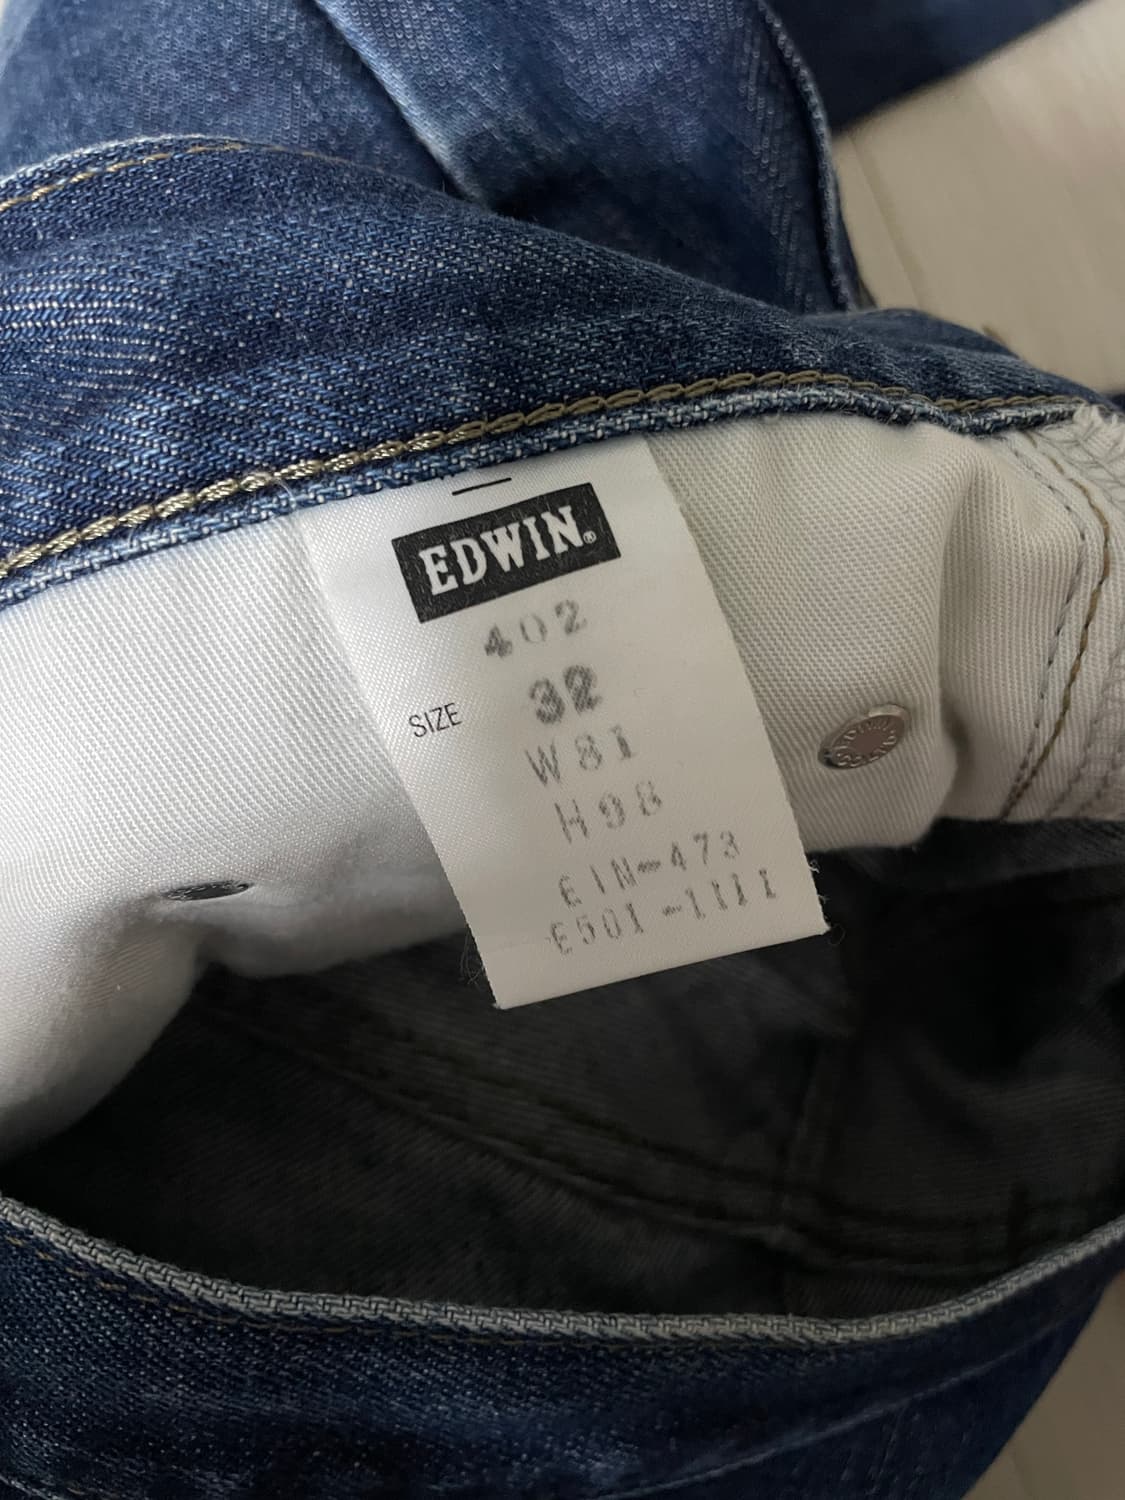 EDWIN®
402
SIZE 32
W81
H98
EIN-473
E501-1111